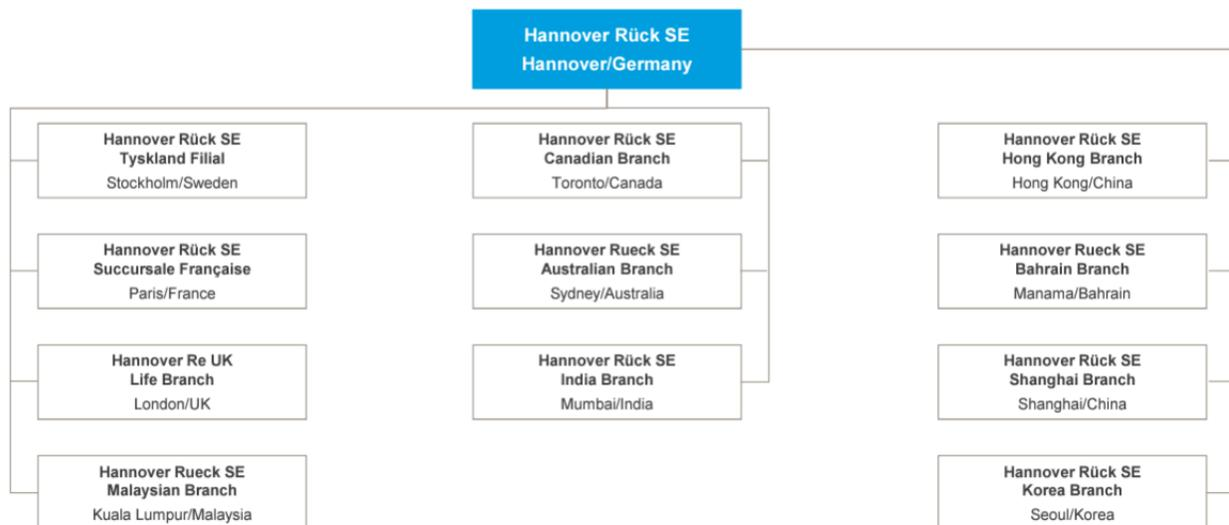 Hannover Rück SE
Hannover/Germany
Hannover Rück SE
Tyskland Filial
Stockholm/Sweden
Hannover Rück SE
Canadian Branch
Toronto/Canada
Hannover Rück SE
Hong Kong Branch
Hong Kong/China
Hannover Rück SE
Succursale Française
Paris/France
Hannover Rueck SE
Australian Branch
Sydney/Australia
Hannover Rueck SE
Bahrain Branch
Manama/Bahrain
Hannover Re UK
Life Branch
London/UK
Hannover Rück SE
India Branch
Mumbai/India
Hannover Rück SE
Shanghai Branch
Shanghai/China
Hannover Rueck SE
Malaysian Branch
Kuala Lumpur/Malaysia
Hannover Rück SE
Korea Branch
Seoul/Korea